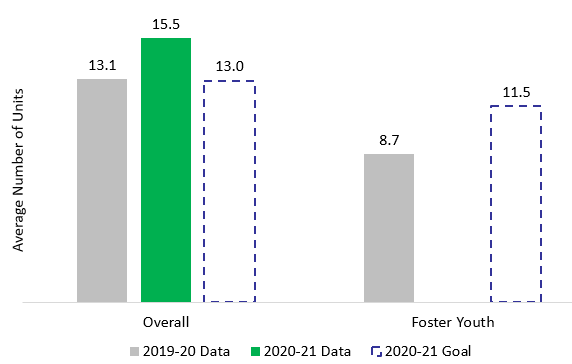 15.5
13.1
13.0
11.5
8.7
Average Number of Units
Overall
Foster Youth
2019-20 Data
2020-21 Data
2020-21 Goal